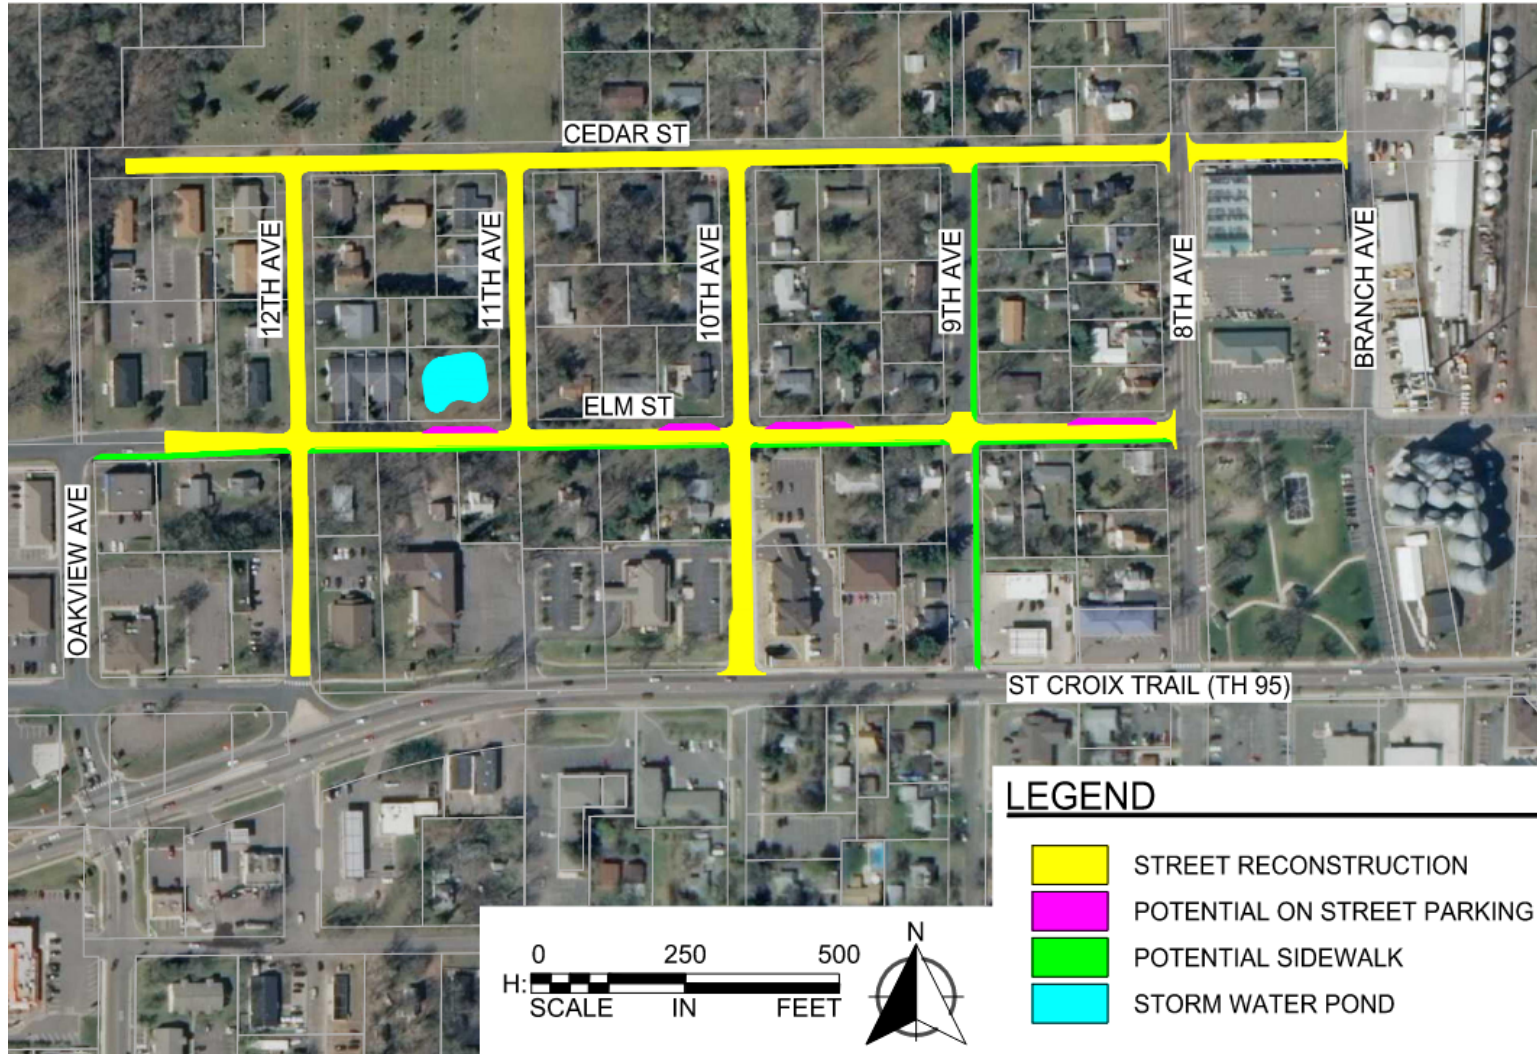 CEDAR ST
12TH AVE
11TH AVE
10TH AVE
9TH AVE
8TH AVE
BRANCH AVE
ELM ST
OAKVIEW AVE
ST CROIX TRAIL (TH 95)
LEGEND
STREET RECONSTRUCTION
POTENTIAL ON STREET PARKING
POTENTIAL SIDEWALK
STORM WATER POND
0 250 500
H:
SCALE IN FEET
N